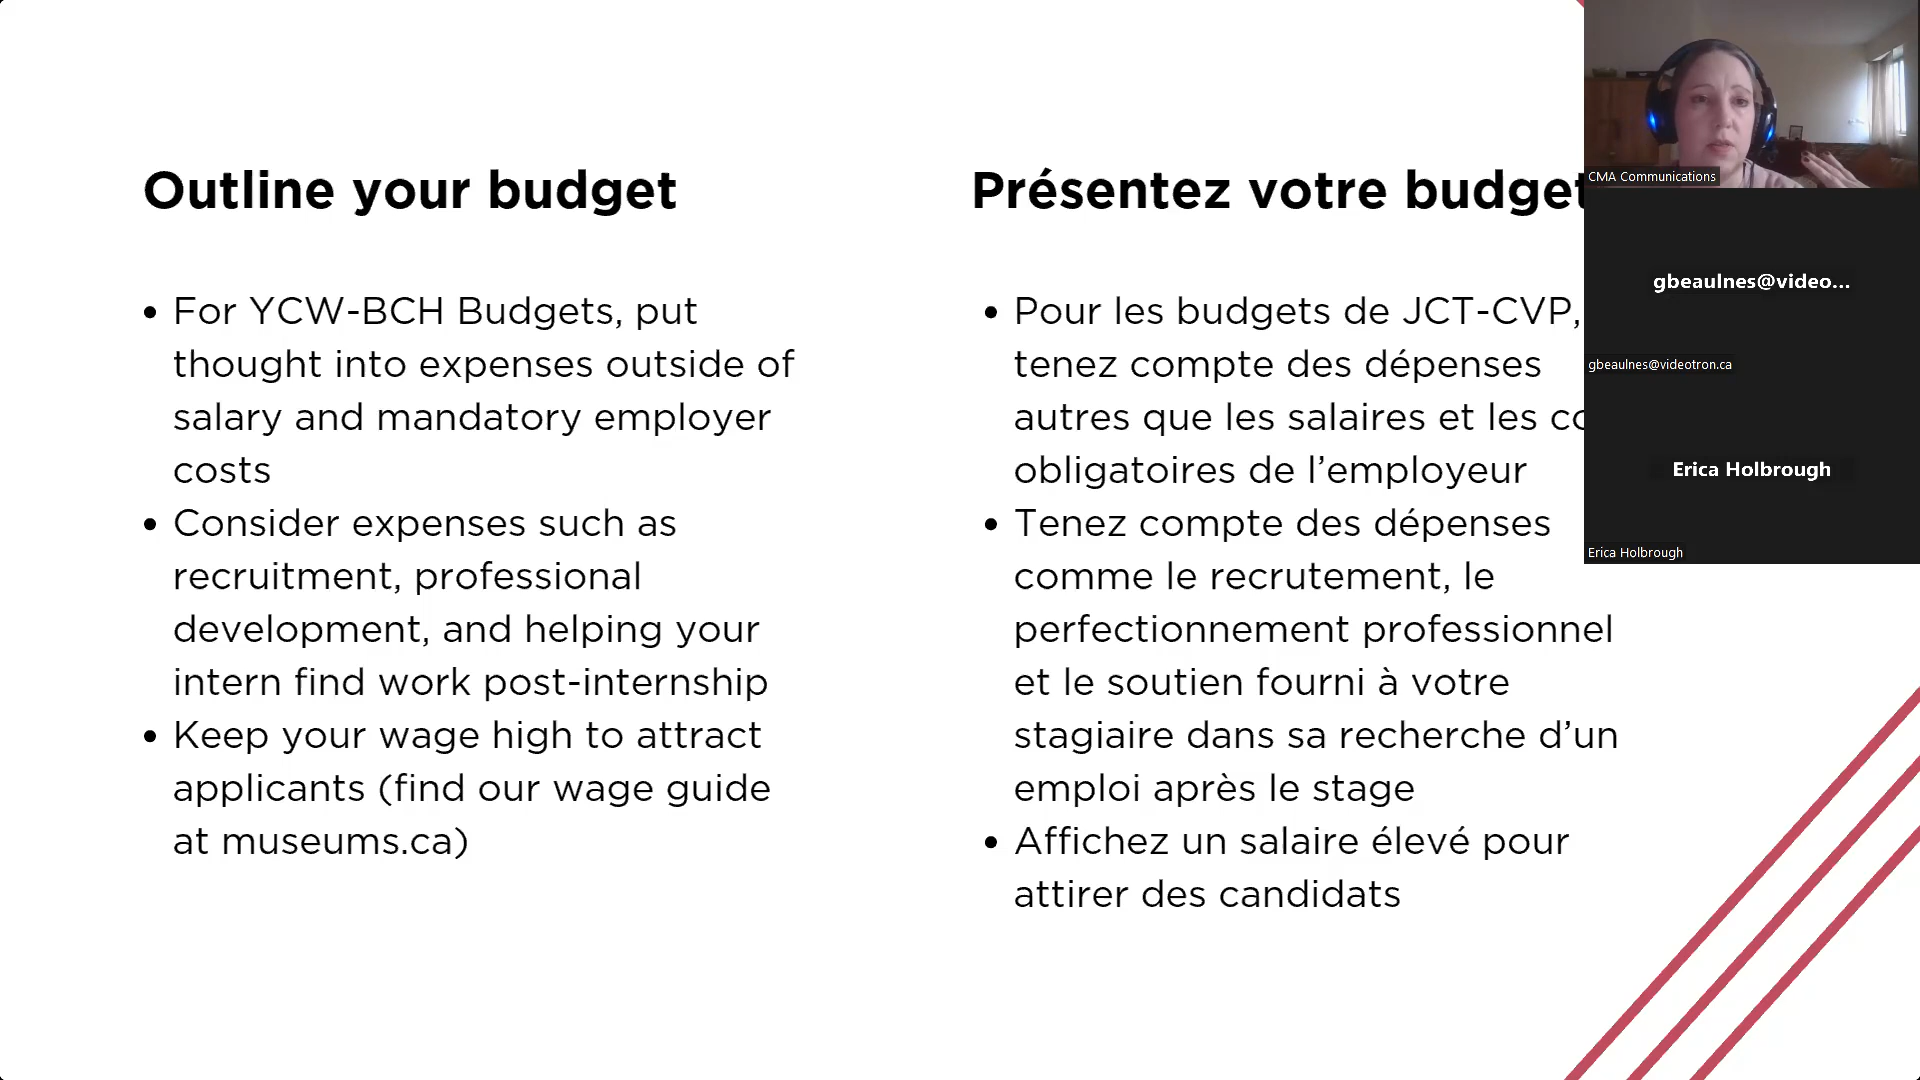 Outline your budget
For YCW-BCH Budgets, put
thought into expenses outside of
salary and mandatory employer
costs
Consider expenses such as
recruitment, professional
development, and helping your
intern find work post-internship
Keep your wage high to attract
applicants (find our wage guide
at museums.ca)
Présentez votre budget
Pour les budgets de JCT-CVP,
tenez compte des dépenses
autres que les salaires et les
obligatoires de l’employeur
Tenez compte des dépenses
comme le recrutement, le
perfectionnement professionnel
et le soutien fourni à votre
stagiaire dans sa recherche d’un
emploi après le stage
Affichez un salaire élevé pour
attirer des candidats
CMA Communications
gbeaulnes@video...
gbeaulnes@videotron.ca
Erica Holbrough
Erica Holbrough